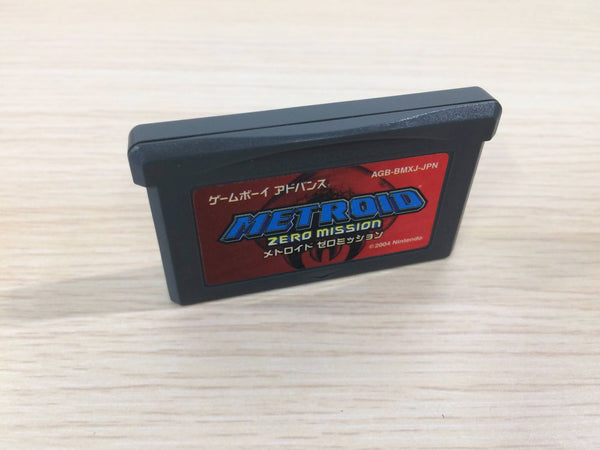 ゲームボーイ アドバンス
AGB-BMXJ-JPN
METROID
ZERO MISSION
メトロイド ゼロミッション
©2004 Nintendo